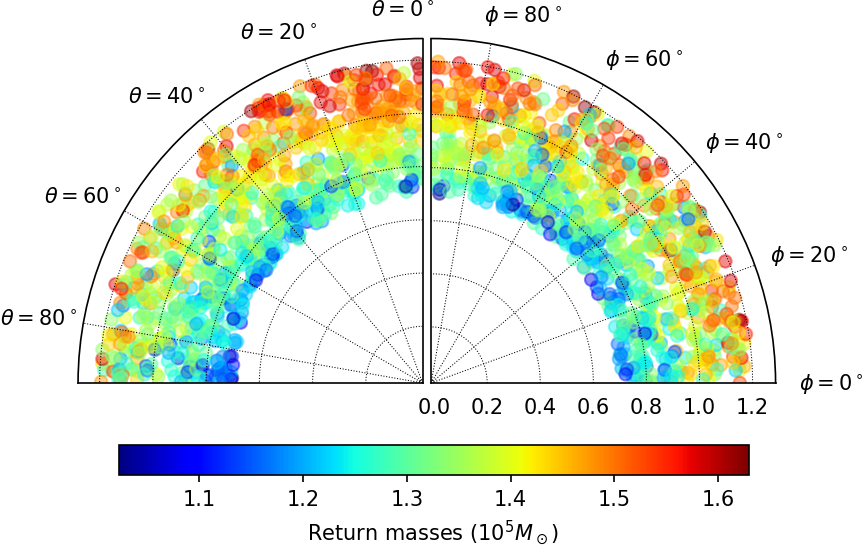 θ = 0° ϕ = 80°
θ = 20° ϕ = 60°
θ = 40° ϕ = 40°
θ = 60° ϕ = 20°
θ = 80° ϕ = 0°
0.0 0.2 0.4 0.6 0.8 1.0 1.2
1.1 1.2 1.3 1.4 1.5 1.6
Return masses (10⁵M⊙)